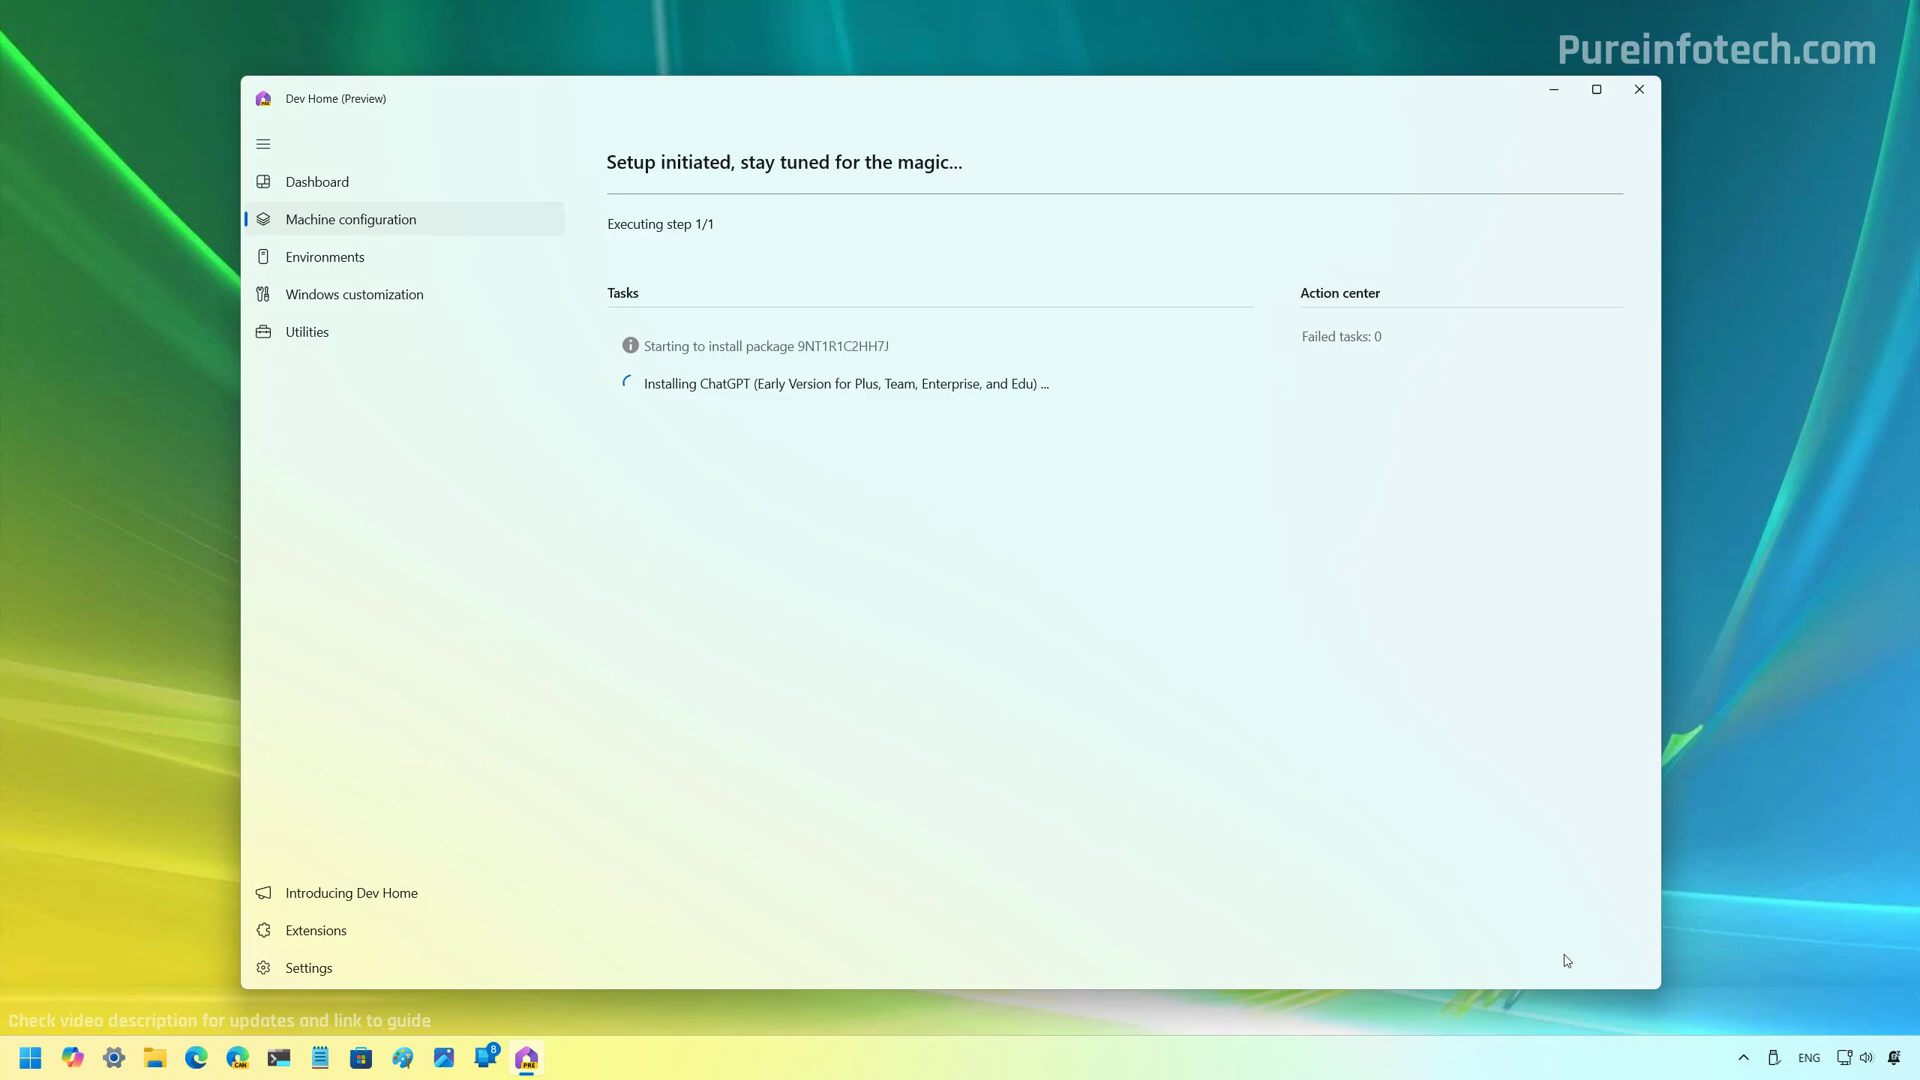 Pureinfotech.com
Dev Home (Preview)
Dashboard
Machine configuration
Environments
Windows customization
Utilities
Setup initiated, stay tuned for the magic...
Executing step 1/1
Tasks
Starting to install package 9NT1R1C2HH7J
Installing ChatGPT (Early Version for Plus, Team, Enterprise, and Edu) ...
Action center
Failed tasks: 0
Introducing Dev Home
Extensions
Settings
Check video description for updates and link to guide
CAN
8
PRE
ENG